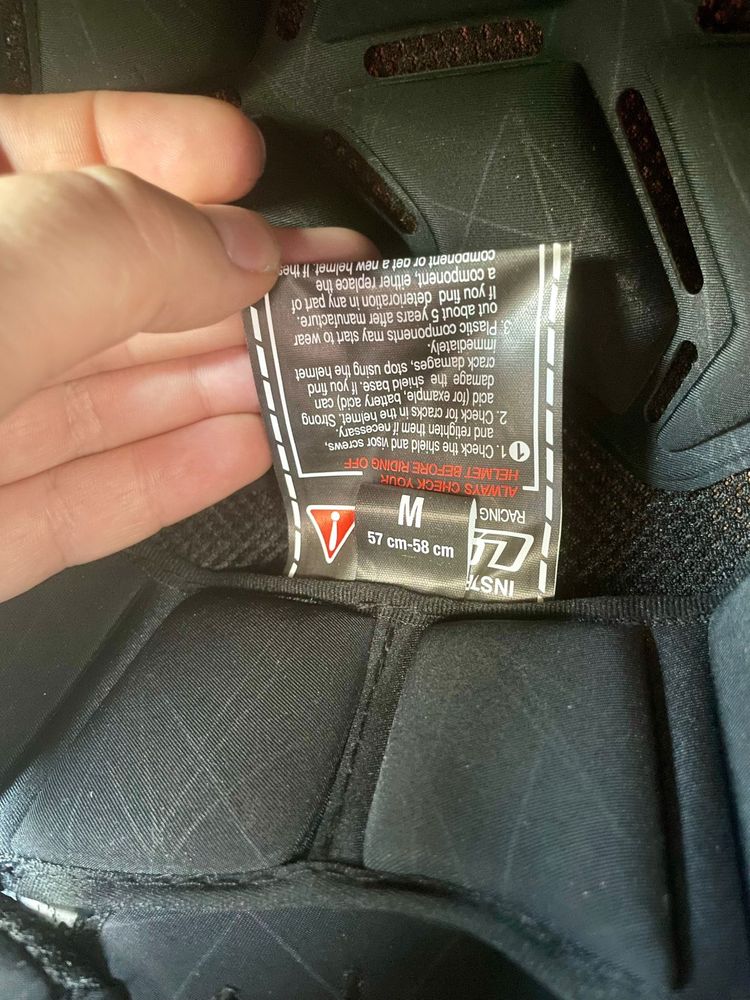 M
57 cm-58 cm
RACING
ALWAYS CHECK YOUR
HELMET BEFORE RIDING OFF
1. Check the shield and visor screws,
and retighten them if necessary.
2. Check for cracks in the helmet. Strong
acid (for example, battery acid) can
damage the shield base. if you find
crack damages, stop using the helmet
immediately.
3. Plastic components may start to wear
out about 5 years after manufacture.
If you find deterioration in any part of
a component, either replace the
component or get a new helmet. If